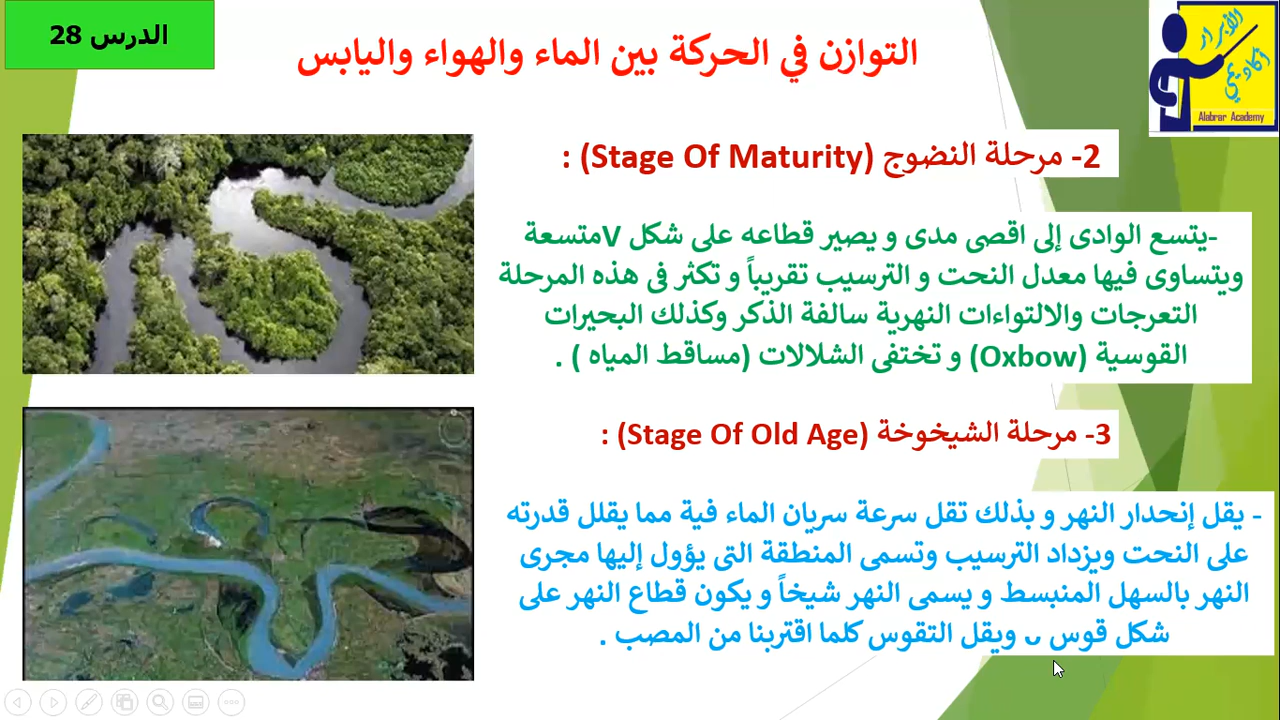 الدرس 28
التوازن في الحركة بين الماء والهواء واليابس
الأبرار
أكاديمي
Alabrar Academy
2- مرحلة النضوج (Stage Of Maturity) :
-يتسع الوادى إلى اقصى مدى و يصير قطاعه على شكل Vمتسعة
ويتساوى فيها معدل النحت و الترسيب تقريباً و تكثر فى هذه المرحلة
التعرجات والالتواءات النهرية سالفة الذكر وكذلك البحيرات
القوسية (Oxbow) و تختفى الشلالات (مساقط المياه ) .
3- مرحلة الشيخوخة (Stage Of Old Age) :
- يقل إنحدار النهر و بذلك تقل سرعة سريان الماء فية مما يقلل قدرته
على النحت ويزداد الترسيب وتسمى المنطقة التى يؤول إليها مجرى
النهر بالسهل المنبسط و يسمى النهر شيخاً و يكون قطاع النهر على
شكل قوس ﮞ ويقل التقوس كلما اقتربنا من المصب .